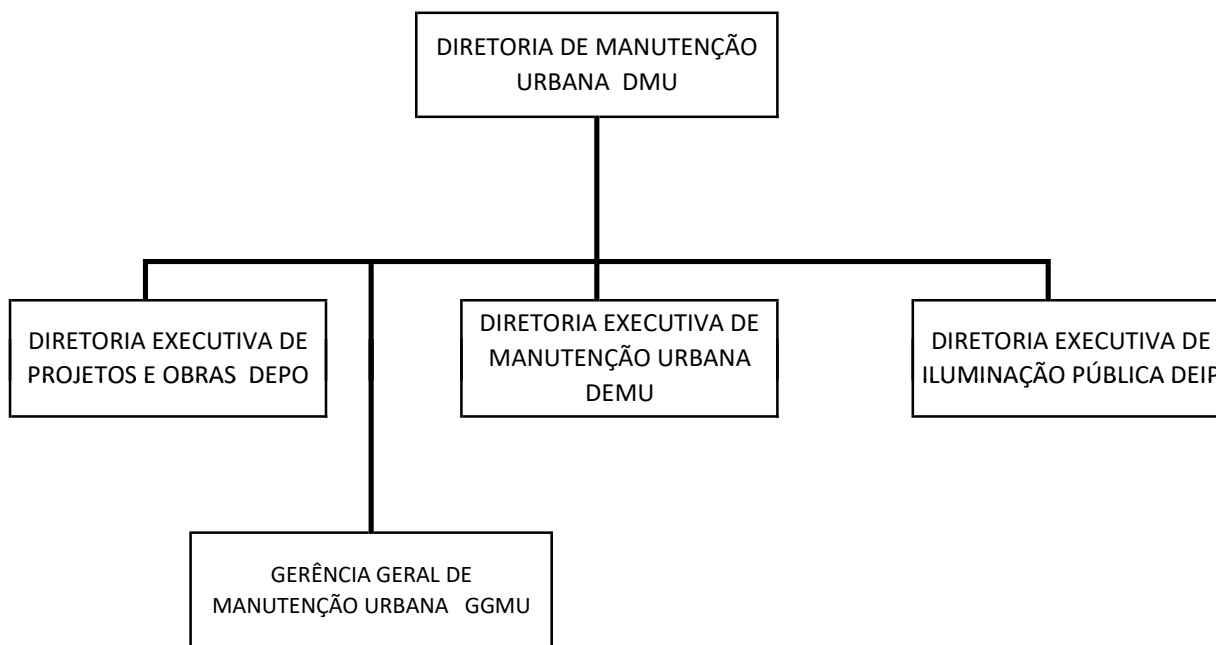 DIRETORIA DE MANUTENÇÃO
URBANA DMU
DIRETORIA EXECUTIVA DE
PROJETOS E OBRAS DEPO
DIRETORIA EXECUTIVA DE
MANUTENÇÃO URBANA
DEMU
DIRETORIA EXECUTIVA DE
ILUMINAÇÃO PÚBLICA DEIP
GERÊNCIA GERAL DE
MANUTENÇÃO URBANA GGMU